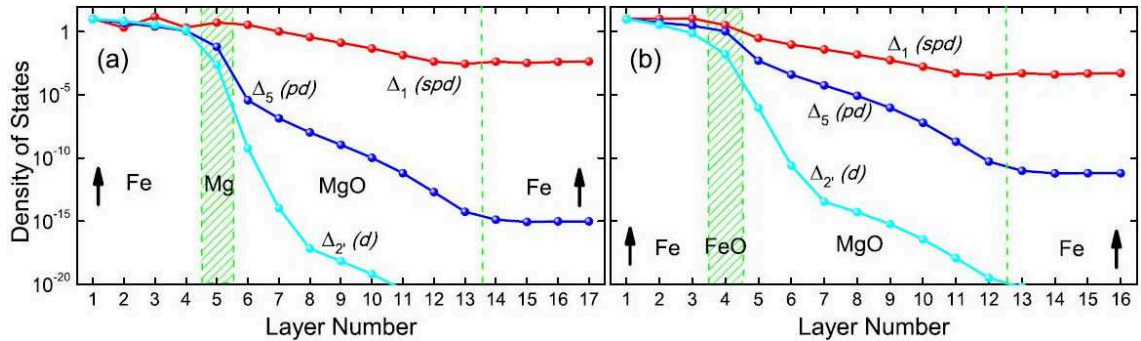 Density of States
1
10^-5
10^-10
10^-15
10^-20
(a)
Δ5 (pd)
Δ1 (spd)
Fe
Mg
MgO
Fe
Δ2' (d)
1 2 3 4 5 6 7 8 9 10 11 12 13 14 15 16 17
Layer Number
(b)
Δ1 (spd)
Δ5 (pd)
Δ2' (d)
Fe
FeO
MgO
Fe
1 2 3 4 5 6 7 8 9 10 11 12 13 14 15 16
Layer Number